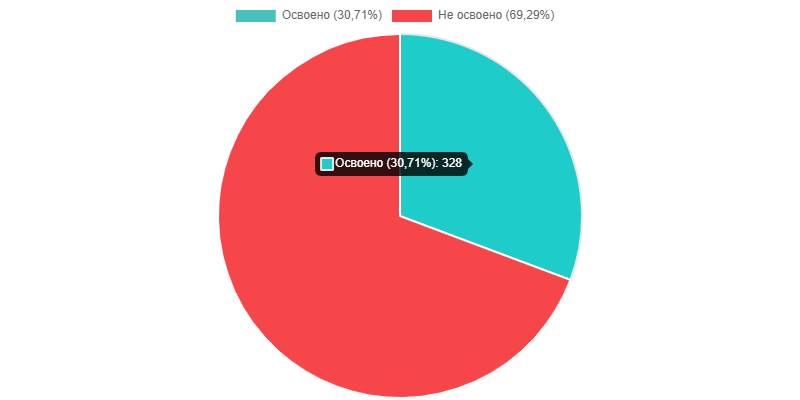 Освоено (30,71%) Не освоено (69,29%)
Освоено (30,71%): 328